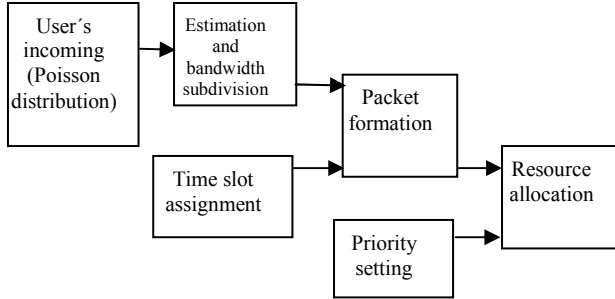 User´s
incoming
(Poisson
distribution)
Estimation
and
bandwidth
subdivision
Packet
formation
Time slot
assignment
Resource
allocation
Priority
setting